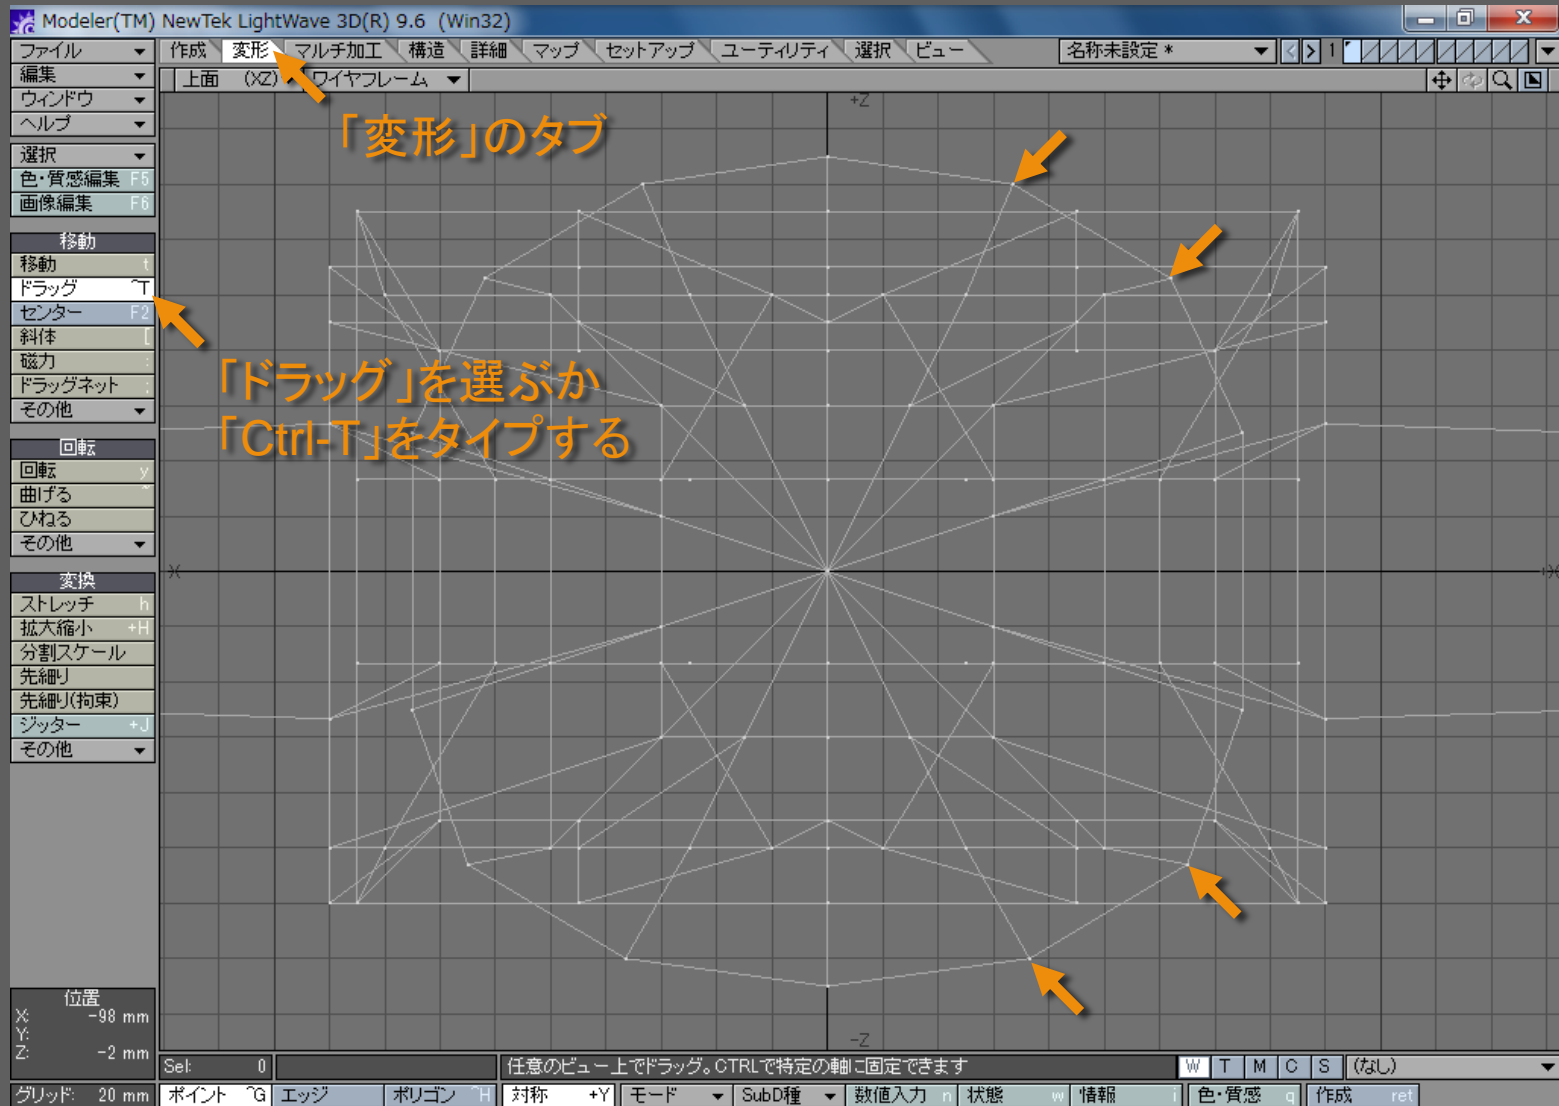 Modeler(TM) NewTek LightWave 3D(R) 9.6 (Win32)
ファイル
作成 変形 マルチ加工 構造 詳細 マップ セットアップ ユーティリティ 選択 ビュー 名称未設定 * 1
編集
上面 (XZ) ワイヤフレーム
ウィンドウ
ヘルプ
「変形」のタブ
選択
色・質感編集 F5
画像編集 F6
移動
移動 t
ドラッグ ^T
センター F2
斜体 [
磁力 :
ドラッグネット ;
その他
「ドラッグ」を選ぶか
「Ctrl-T」をタイプする
回転
回転 y
曲げる ~
ひねる
その他
変換
ストレッチ h
拡大縮小 +H
分割スケール
先細り
先細り(拘束)
ジッター +J
その他
+Z
-X
+X
-Z
位置
X: -98 mm
Y:
Z: -2 mm
グリッド: 20 mm
Sel: 0
任意のビュー上でドラッグ。CTRLで特定の軸に固定できます
W T M C S (なし)
ポイント ^G エッジ ポリゴン ^H 対称 +Y モード SubD種 数値入力 n 状態 w 情報 i 色・質感 q 作成 ret